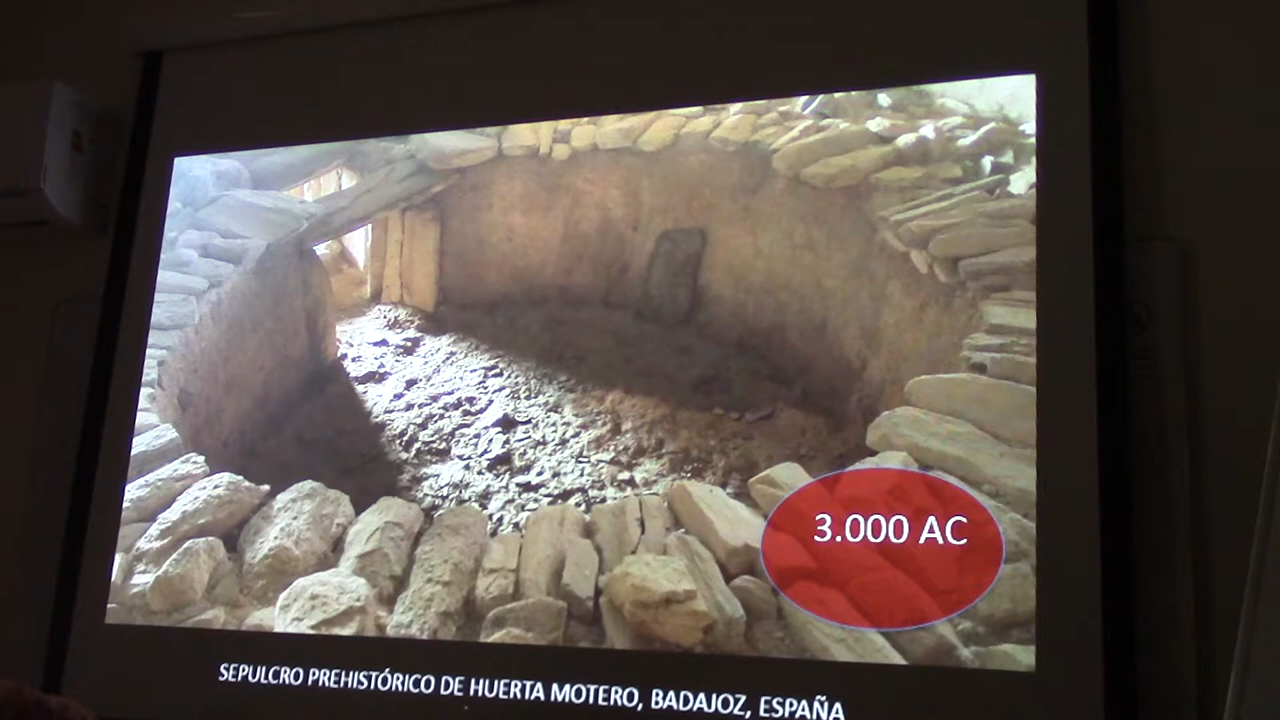 3.000 AC
SEPULCRO PREHISTÓRICO DE HUERTA MOTERO, BADAJOZ, ESPAÑA